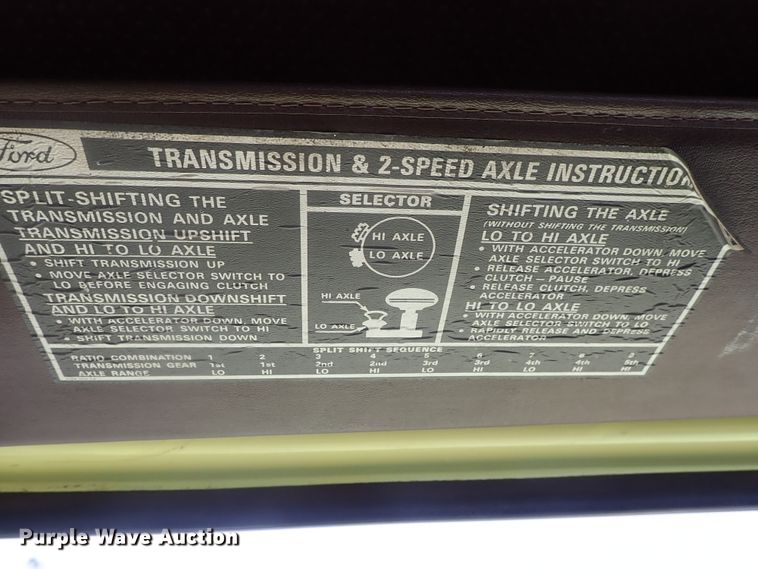 Ford
TRANSMISSION & 2-SPEED AXLE INSTRUCTION
SPLIT-SHIFTING THE
TRANSMISSION AND AXLE
TRANSMISSION UPSHIFT
AND HI TO LO AXLE
• SHIFT TRANSMISSION UP
• MOVE AXLE SELECTOR SWITCH TO
LO BEFORE ENGAGING CLUTCH
TRANSMISSION DOWNSHIFT
AND LO TO HI AXLE
• WITH ACCELERATOR DOWN, MOVE
AXLE SELECTOR SWITCH TO HI
• SHIFT TRANSMISSION DOWN
SELECTOR
HI AXLE
LO AXLE
HI AXLE
LO AXLE
SHIFTING THE AXLE
(WITHOUT SHIFTING THE TRANSMISSION)
LO TO HI AXLE
• WITH ACCELERATOR DOWN, MOVE
AXLE SELECTOR SWITCH TO HI
• RELEASE ACCELERATOR, DEPRESS
CLUTCH - PAUSE
• RELEASE CLUTCH, DEPRESS
ACCELERATOR
HI TO LO AXLE
• WITH ACCELERATOR DOWN, MOVE
AXLE SELECTOR SWITCH TO LO
• RAPIDLY RELEASE AND DEPRESS
ACCELERATOR
SPLIT SHIFT SEQUENCE
RATIO COMBINATION 1 2 3 4 5 6 7 8 9
TRANSMISSION GEAR 1st 1st 2nd 2nd 3rd 3rd 4th 4th 5th
AXLE RANGE LO HI LO HI LO HI LO HI HI
Purple Wave Auction